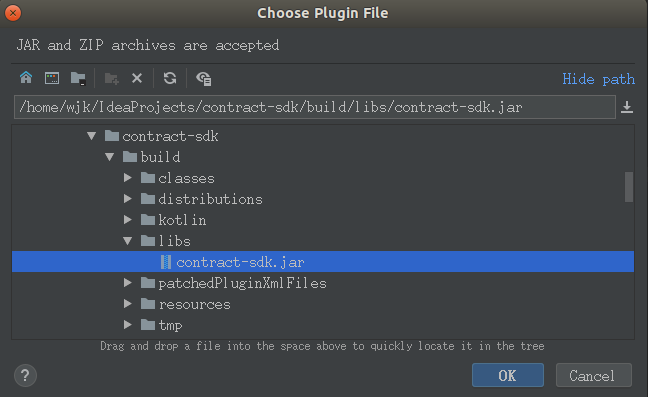 Choose Plugin File
JAR and ZIP archives are accepted
Hide path
/home/wjk/IdeaProjects/contract-sdk/build/libs/contract-sdk.jar
contract-sdk
build
classes
distributions
kotlin
libs
contract-sdk.jar
patchedPluginXmlFiles
resources
tmp
Drag and drop a file into the space above to quickly locate it in the tree
?
OK
Cancel